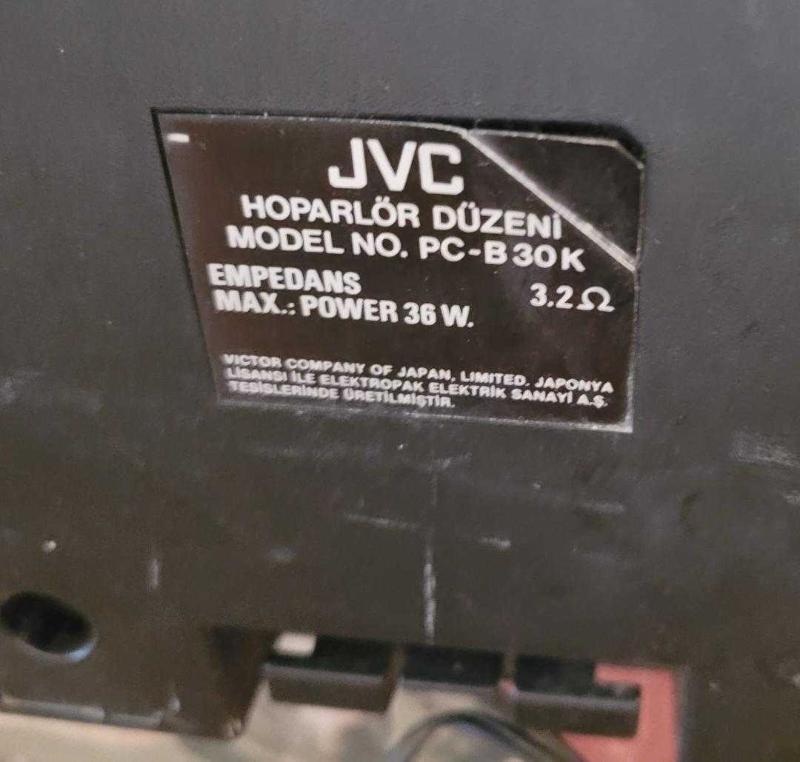 JVC
HOPARLÖR DÜZENİ
MODEL NO. PC-B30K
EMPEDANS 3.2Ω
MAX.: POWER 36 W.
VICTOR COMPANY OF JAPAN, LIMITED. JAPONYA
LİSANSI İLE ELEKTROPAK ELEKTRİK SANAYİ A.Ş.
TESİSLERİNDE ÜRETİLMİŞTİR.